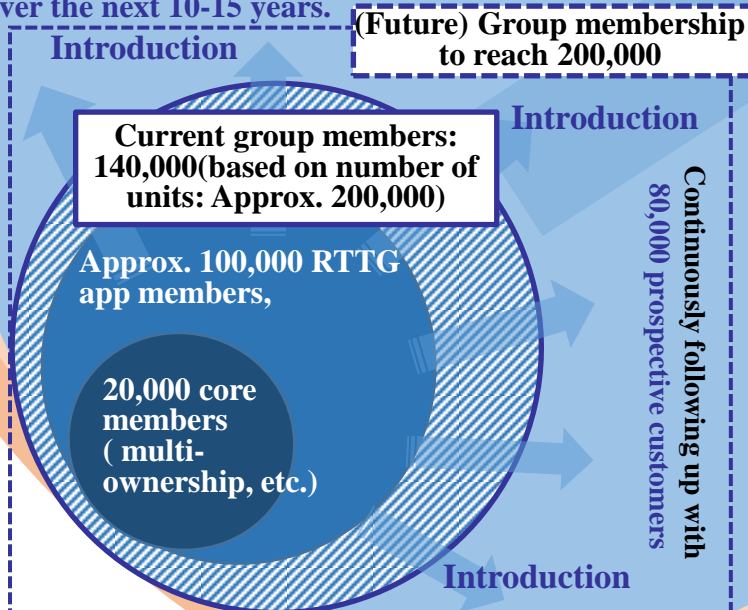 ver the next 10-15 years.
(Future) Group membership
to reach 200,000
Introduction
Introduction
Current group members:
140,000(based on number of
units: Approx. 200,000)
Approx. 100,000 RTTG
app members,
20,000 core
members
( multi-
ownership, etc.)
Continuously following up with
80,000 prospective customers
Introduction